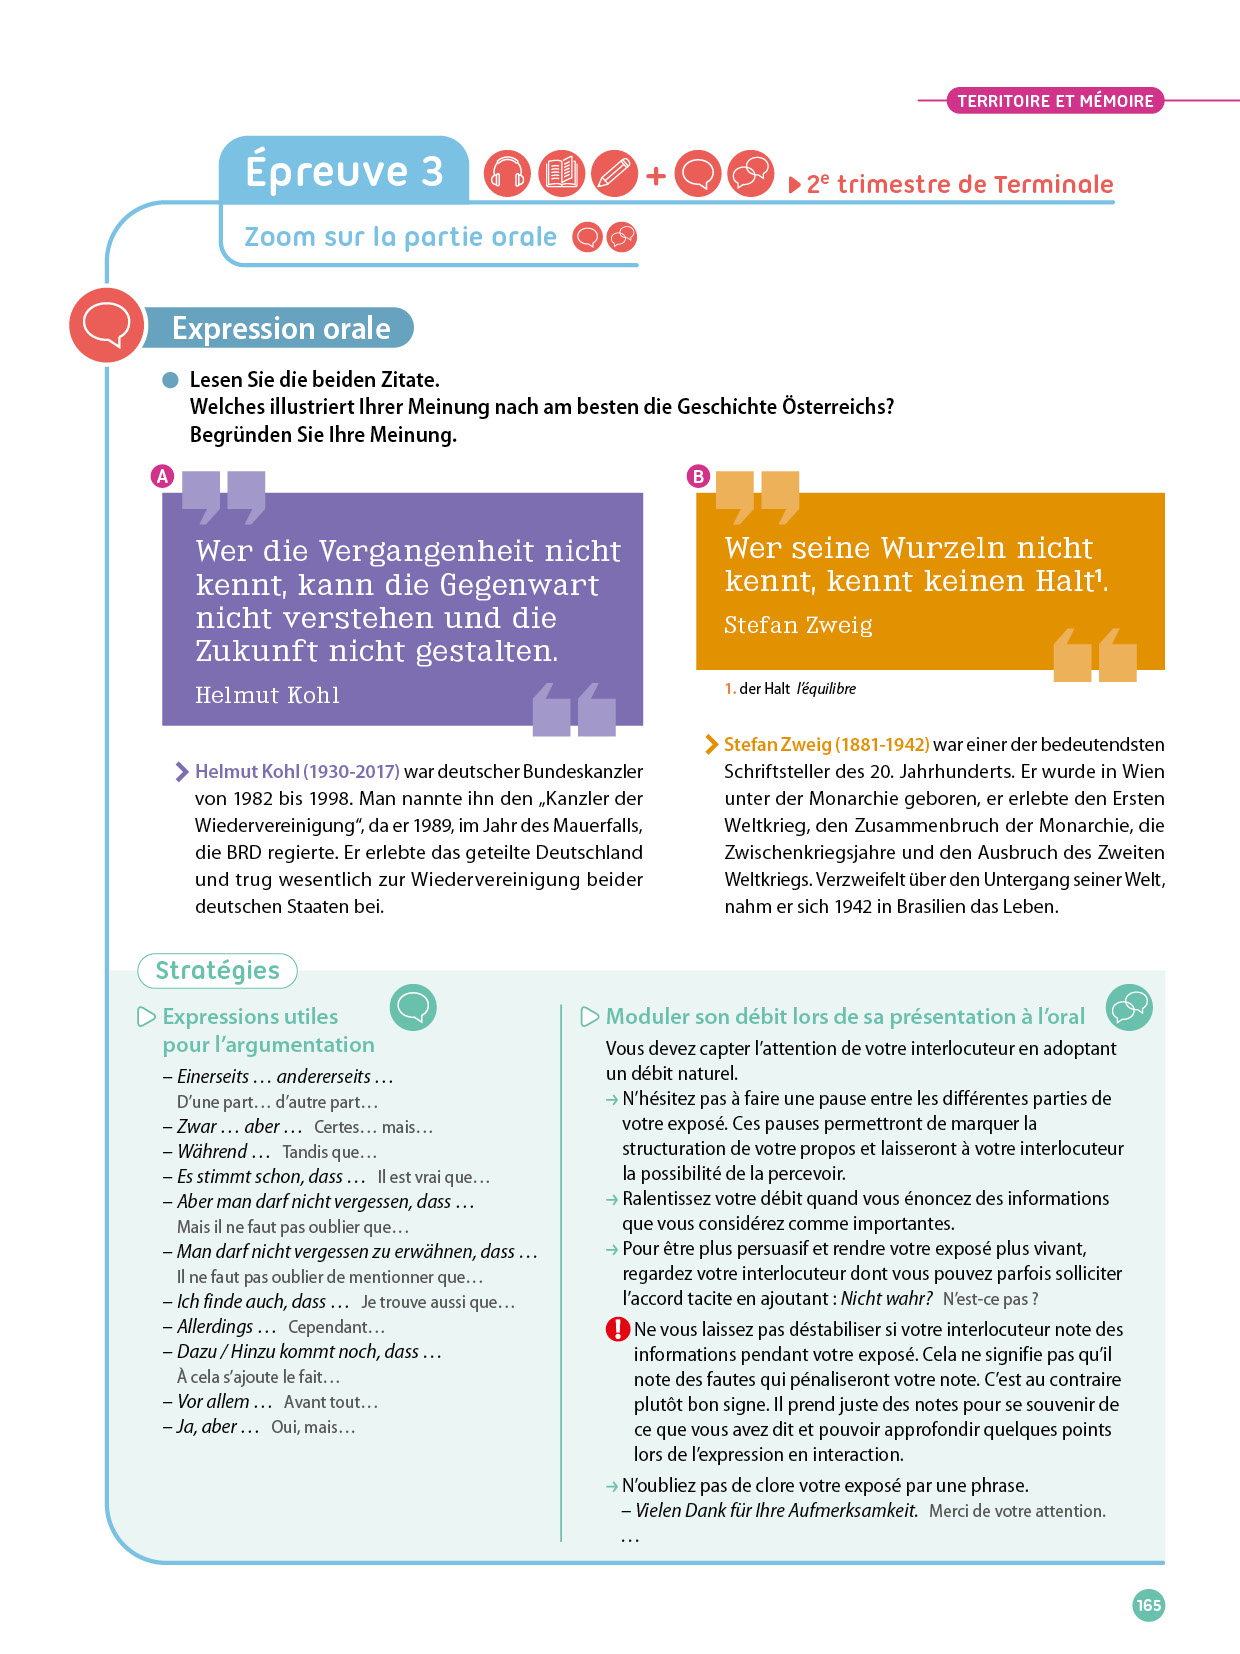 TERRITOIRE ET MÉMOIRE
Épreuve 3
+
2e trimestre de Terminale
Zoom sur la partie orale
Expression orale
Lesen Sie die beiden Zitate.
Welches illustriert Ihrer Meinung nach am besten die Geschichte Österreichs?
Begründen Sie Ihre Meinung.
A
Wer die Vergangenheit nicht
kennt, kann die Gegenwart
nicht verstehen und die
Zukunft nicht gestalten.
Helmut Kohl
Helmut Kohl (1930-2017) war deutscher Bundeskanzler
von 1982 bis 1998. Man nannte ihn den „Kanzler der
Wiedervereinigung“, da er 1989, im Jahr des Mauerfalls,
die BRD regierte. Er erlebte das geteilte Deutschland
und trug wesentlich zur Wiedervereinigung beider
deutschen Staaten bei.
B
Wer seine Wurzeln nicht
kennt, kennt keinen Halt1.
Stefan Zweig
1. der Halt l’équilibre
Stefan Zweig (1881-1942) war einer der bedeutendsten
Schriftsteller des 20. Jahrhunderts. Er wurde in Wien
unter der Monarchie geboren, er erlebte den Ersten
Weltkrieg, den Zusammenbruch der Monarchie, die
Zwischenkriegsjahre und den Ausbruch des Zweiten
Weltkriegs. Verzweifelt über den Untergang seiner Welt,
nahm er sich 1942 in Brasilien das Leben.
Stratégies
Expressions utiles
pour l’argumentation
– Einerseits … andererseits …
D’une part… d’autre part…
– Zwar … aber … Certes… mais…
– Während … Tandis que…
– Es stimmt schon, dass … Il est vrai que…
– Aber man darf nicht vergessen, dass …
Mais il ne faut pas oublier que…
– Man darf nicht vergessen zu erwähnen, dass …
Il ne faut pas oublier de mentionner que…
– Ich finde auch, dass … Je trouve aussi que…
– Allerdings … Cependant…
– Dazu / Hinzu kommt noch, dass …
À cela s’ajoute le fait…
– Vor allem … Avant tout…
– Ja, aber … Oui, mais…
Moduler son débit lors de sa présentation à l’oral
Vous devez capter l’attention de votre interlocuteur en adoptant
un débit naturel.
→ N’hésitez pas à faire une pause entre les différentes parties de
votre exposé. Ces pauses permettront de marquer la
structuration de votre propos et laisseront à votre interlocuteur
la possibilité de la percevoir.
→ Ralentissez votre débit quand vous énoncez des informations
que vous considérez comme importantes.
→ Pour être plus persuasif et rendre votre exposé plus vivant,
regardez votre interlocuteur dont vous pouvez parfois solliciter
l’accord tacite en ajoutant : Nicht wahr? N’est-ce pas ?
! Ne vous laissez pas déstabiliser si votre interlocuteur note des
informations pendant votre exposé. Cela ne signifie pas qu’il
note des fautes qui pénaliseront votre note. C’est au contraire
plutôt bon signe. Il prend juste des notes pour se souvenir de
ce que vous avez dit et pouvoir approfondir quelques points
lors de l’expression en interaction.
→ N’oubliez pas de clore votre exposé par une phrase.
– Vielen Dank für Ihre Aufmerksamkeit. Merci de votre attention.
…
165